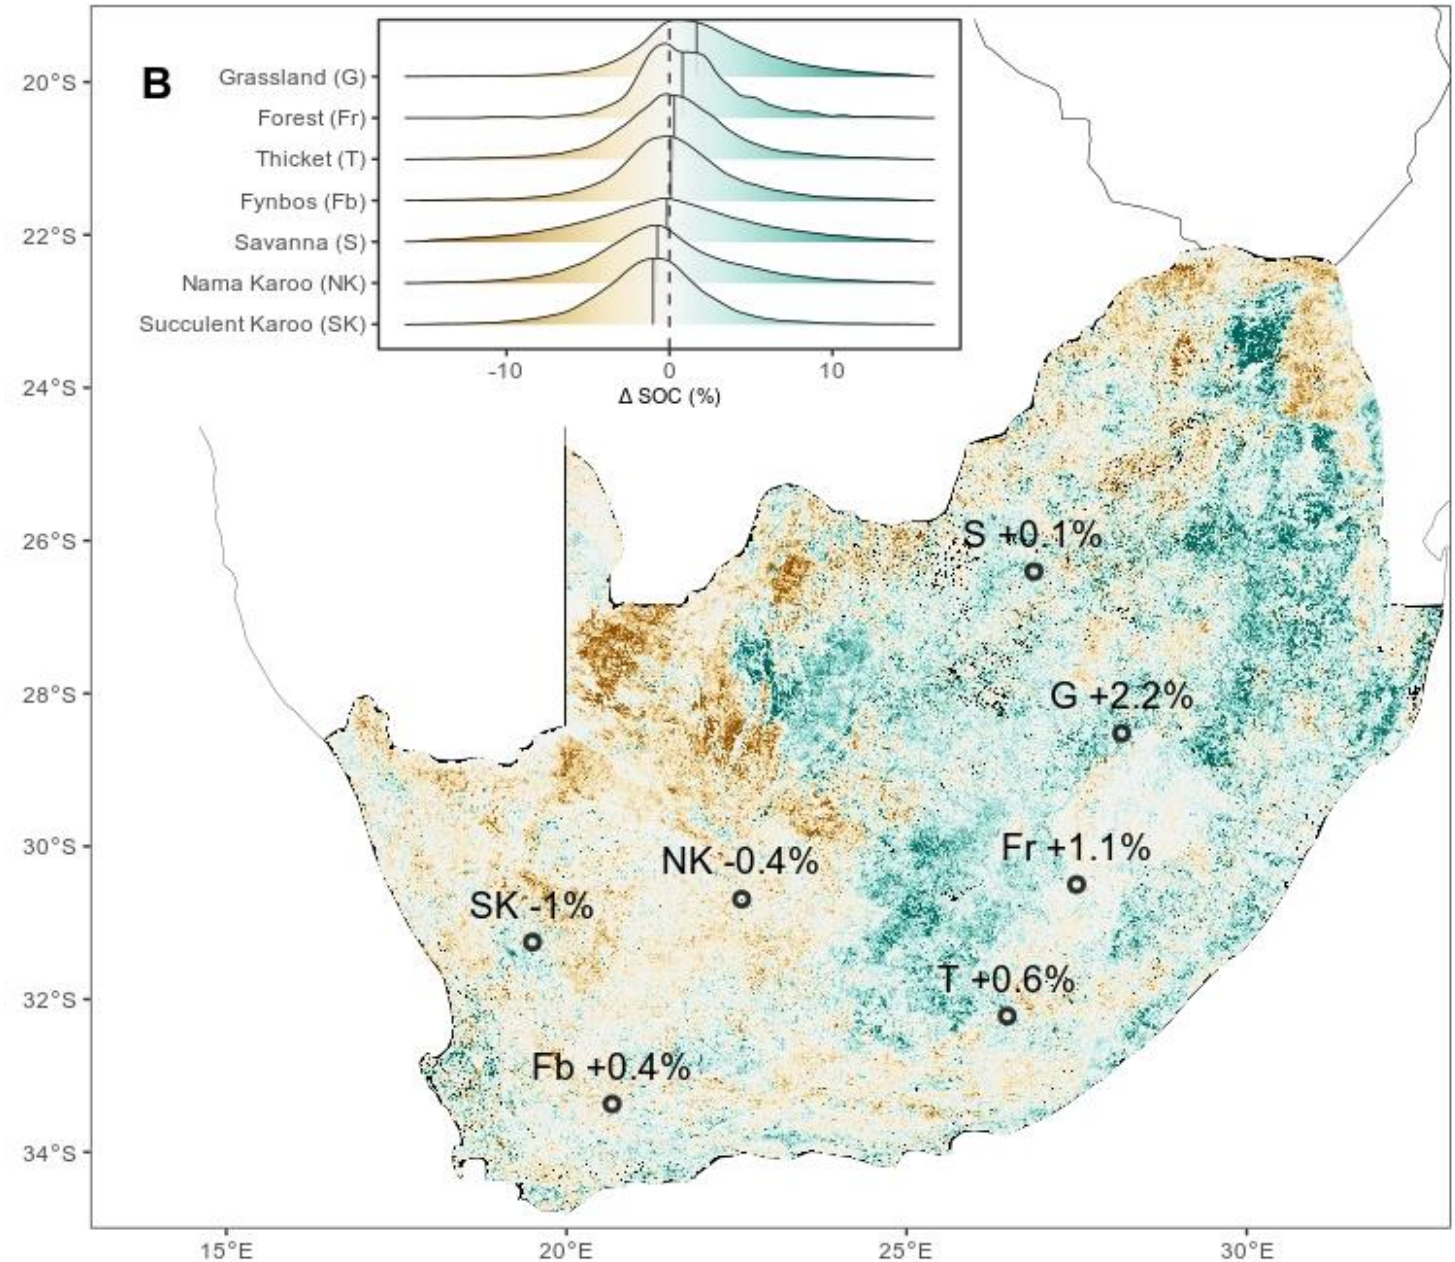 B
Grassland (G)
Forest (Fr)
Thicket (T)
Fynbos (Fb)
Savanna (S)
Nama Karoo (NK)
Succulent Karoo (SK)
-10 0 10
Δ SOC (%)
20°S
22°S
24°S
26°S
28°S
30°S
32°S
34°S
S +0.1%
G +2.2%
Fr +1.1%
NK -0.4%
SK -1%
T +0.6%
Fb +0.4%
15°E 20°E 25°E 30°E